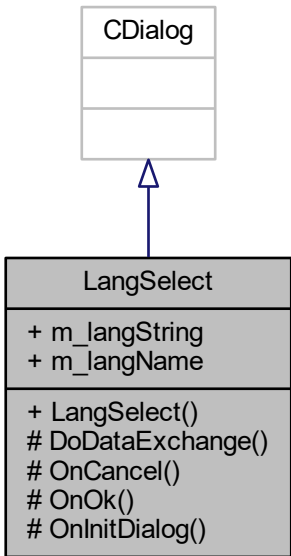 CDialog
LangSelect
+ m_langString
+ m_langName
+ LangSelect()
# DoDataExchange()
# OnCancel()
# OnOk()
# OnInitDialog()